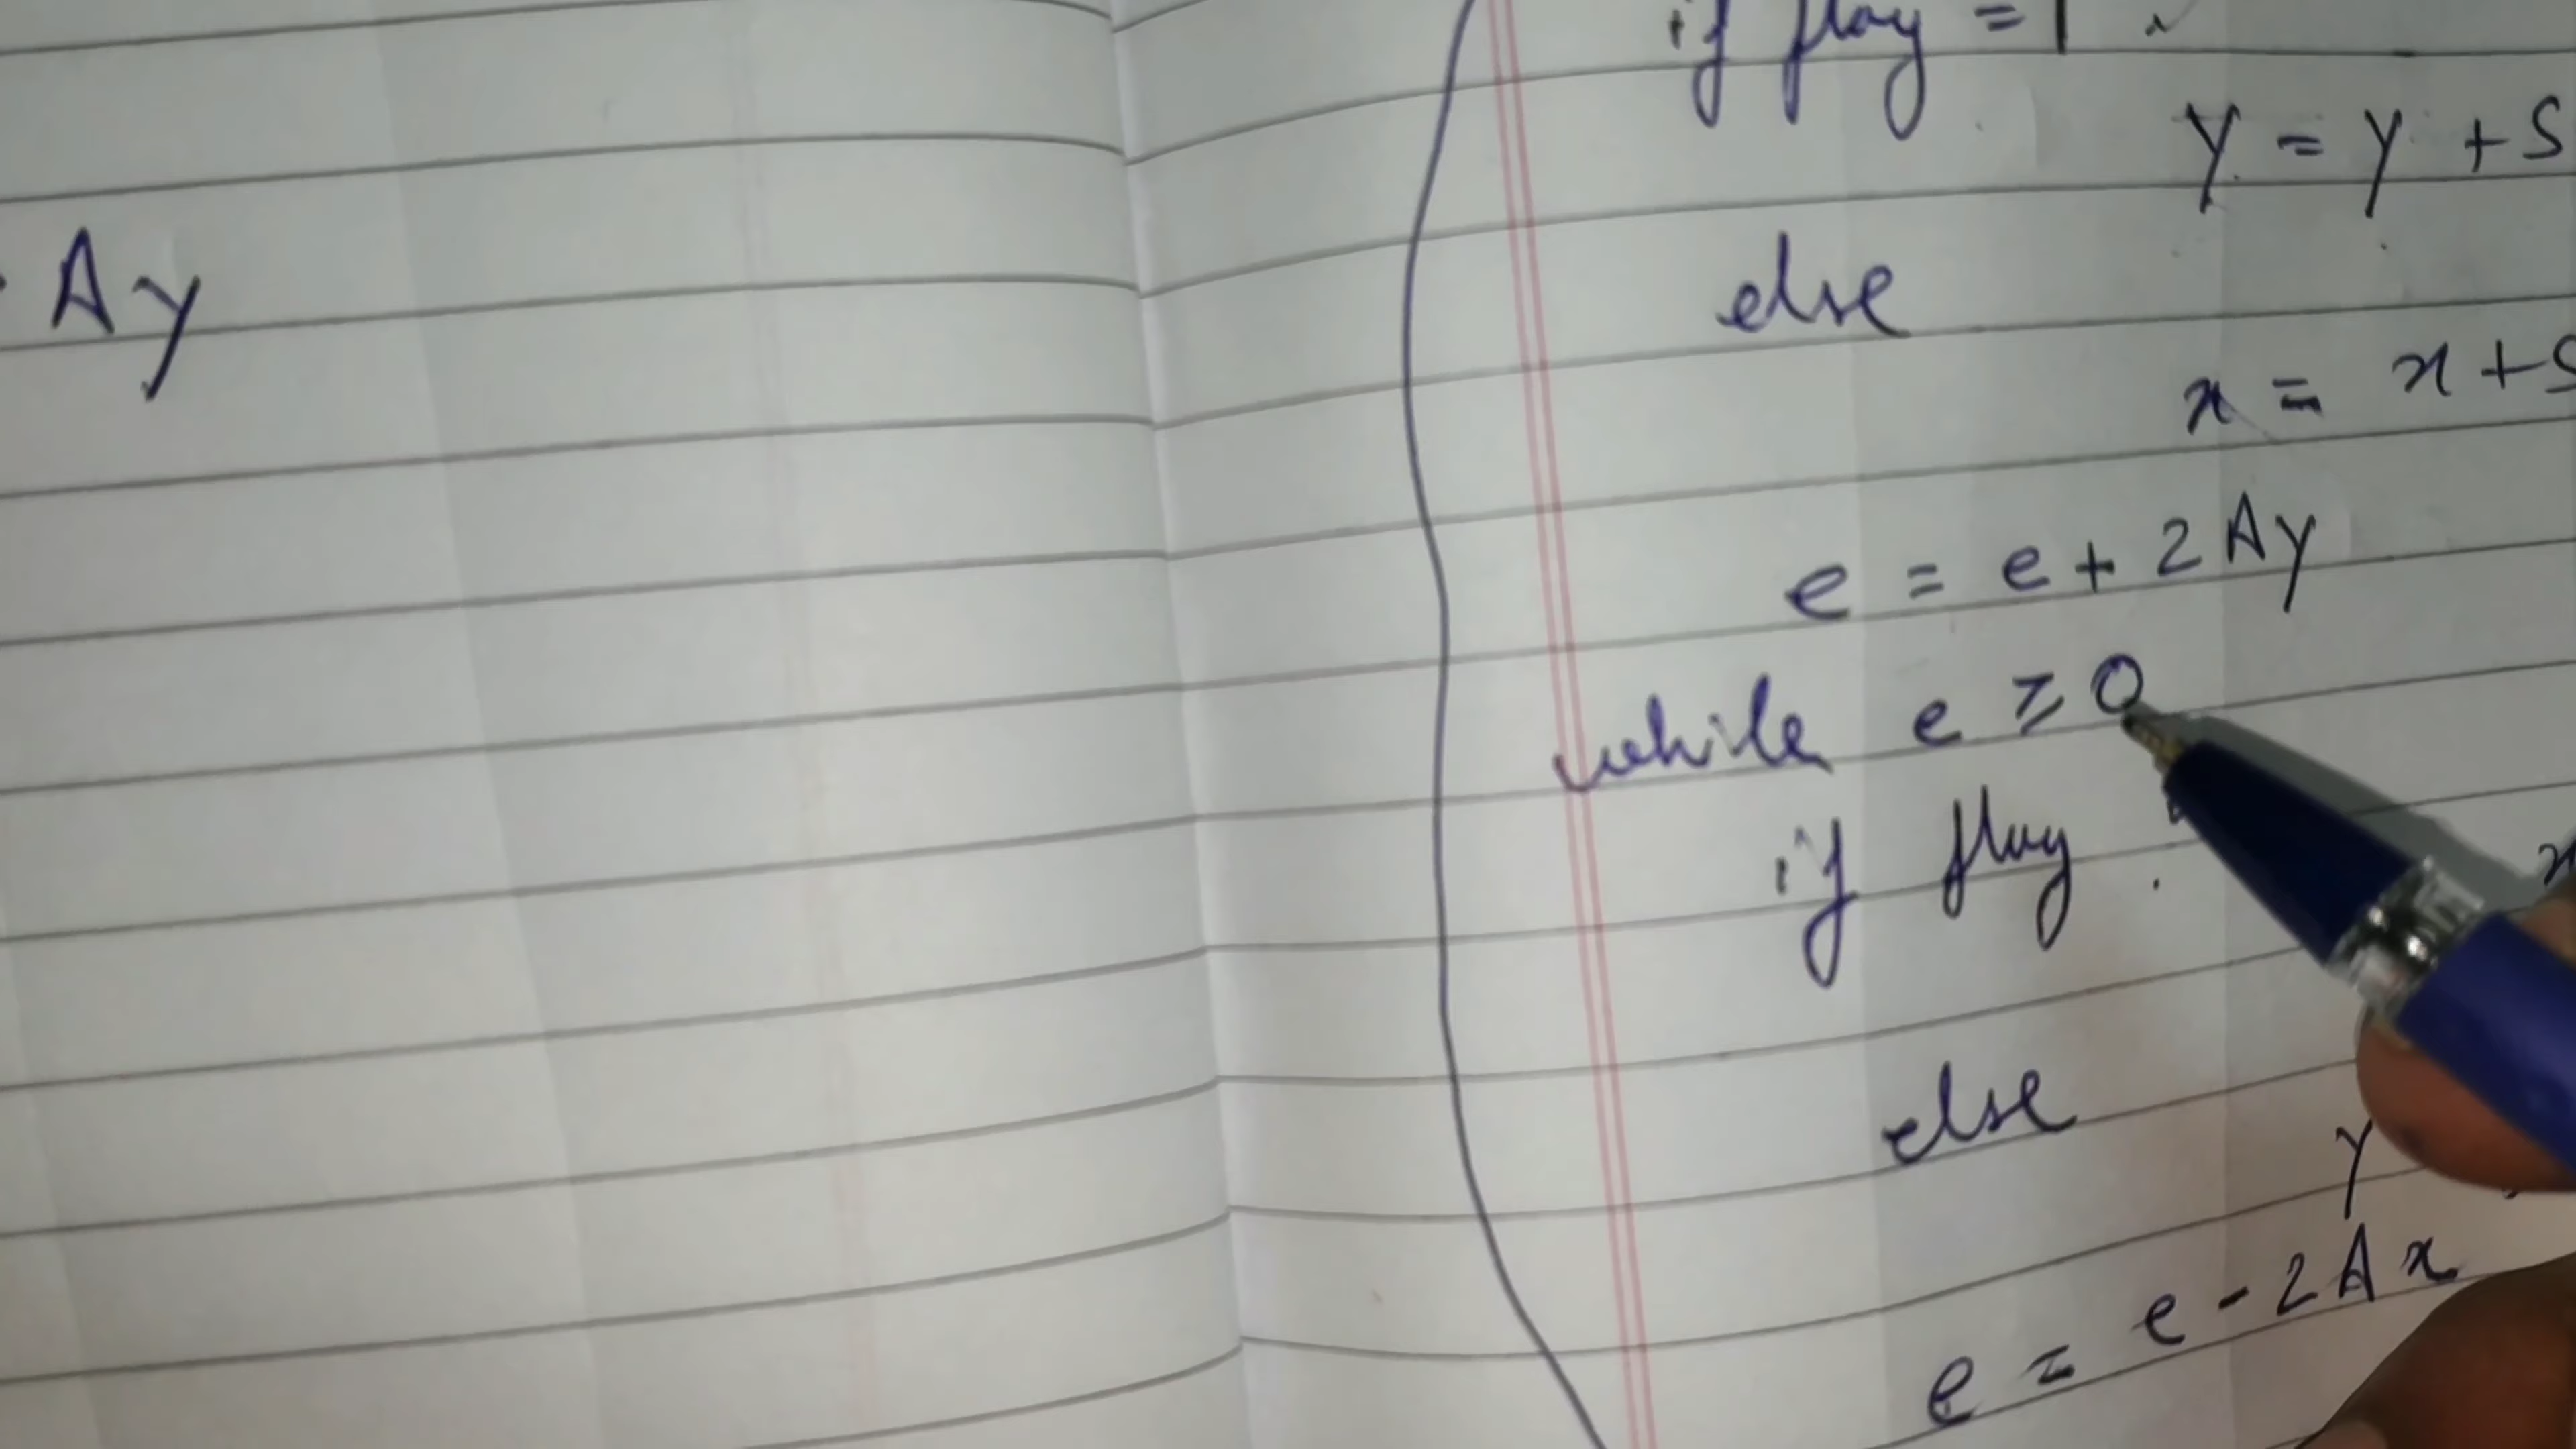 Ay
if flag = 1
y = y + S
else
x = x + S
e = e + 2Ay
while e ≥ 0
if flag
x
else
y
e = e - 2Ax